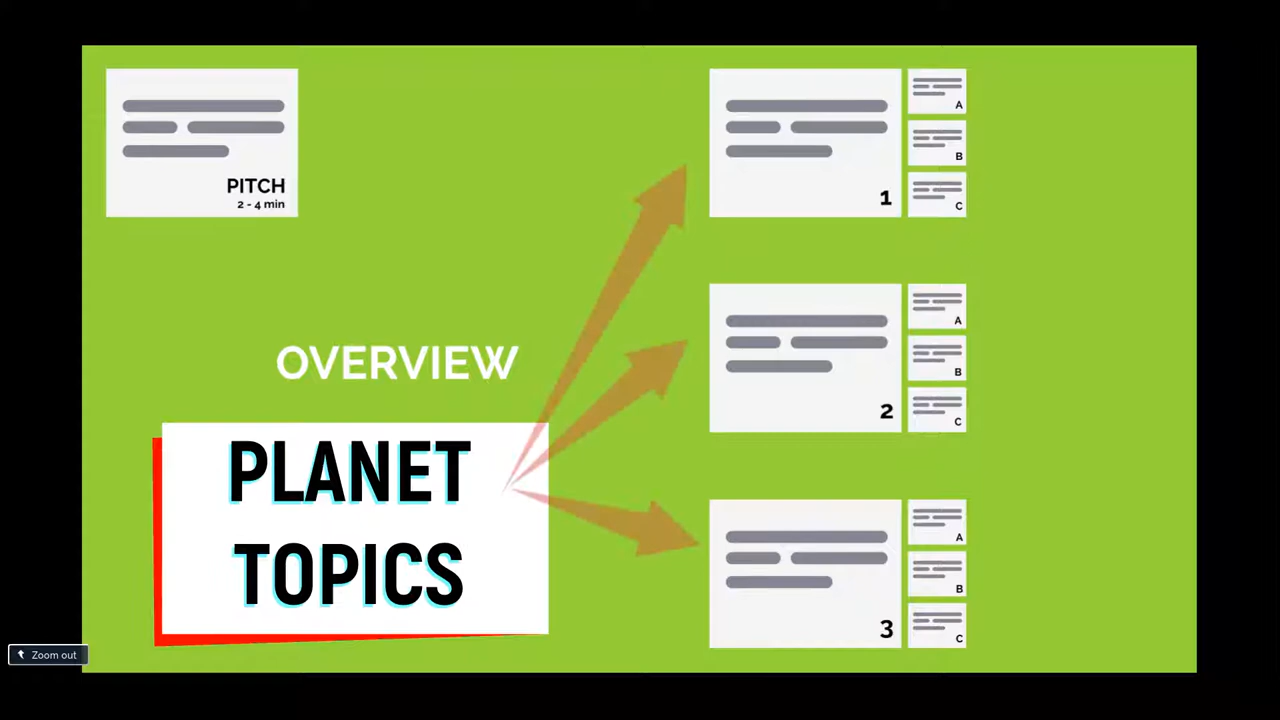 PITCH
2 - 4 min
OVERVIEW
PLANET
TOPICS
A
B
C
1
A
B
C
2
A
B
C
3
Zoom out